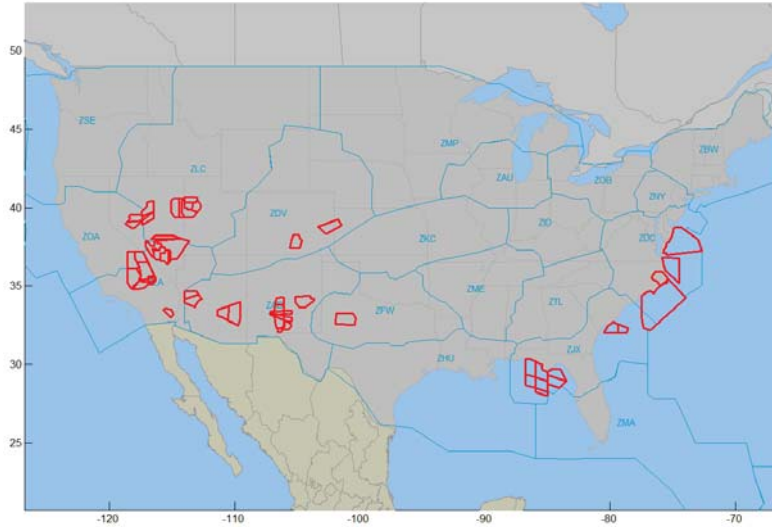 50
45
40
35
30
25
ZSE
ZMP
ZBW
ZLC
ZAU
ZOB
ZNY
ZOA
ZDV
ZID
ZDC
ZKC
ZFW
ZME
ZTL
ZHU
ZJX
ZMA
-120
-110
-100
-90
-80
-70